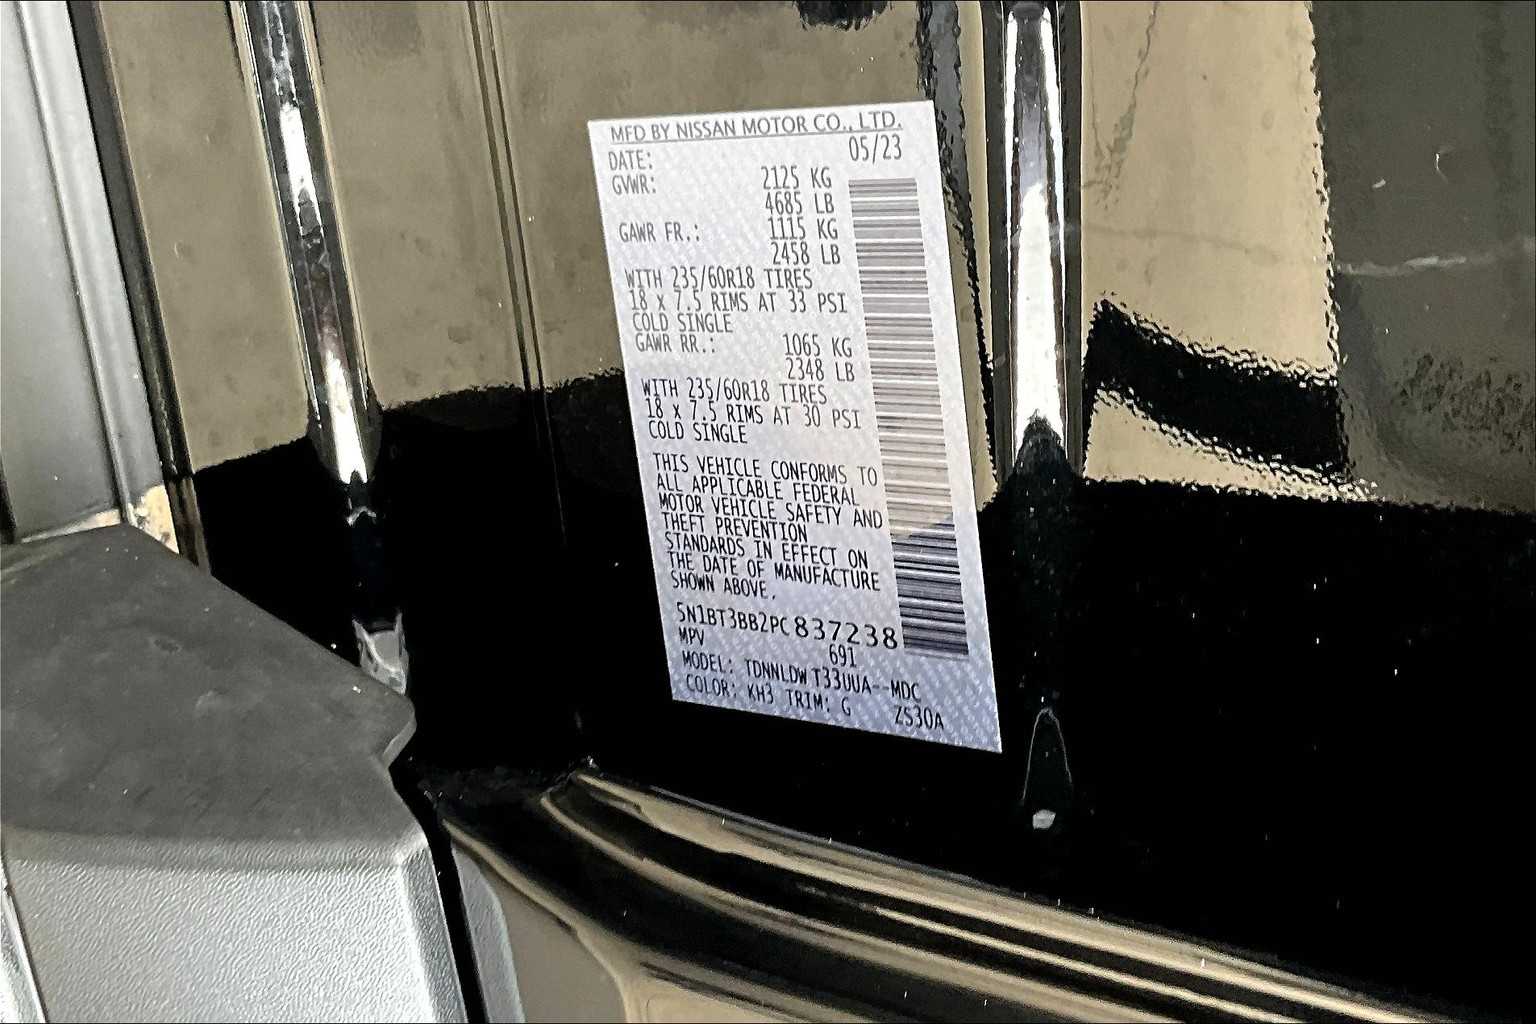 MFD BY NISSAN MOTOR CO., LTD.
DATE: 05/23
GVWR: 2125 KG
4685 LB
GAWR FR.: 1115 KG
2458 LB
WITH 235/60R18 TIRES
18 X 7.5 RIMS AT 33 PSI
COLD SINGLE
GAWR RR.: 1065 KG
2348 LB
WITH 235/60R18 TIRES
18 X 7.5 RIMS AT 30 PSI
COLD SINGLE
THIS VEHICLE CONFORMS TO
ALL APPLICABLE FEDERAL
MOTOR VEHICLE SAFETY AND
THEFT PREVENTION
STANDARDS IN EFFECT ON
THE DATE OF MANUFACTURE
SHOWN ABOVE.
5N1BT3BB2PC837238
MPV 691
MODEL: TDNNLDW T33UUA--MDC
COLOR: KH3 TRIM: G ZS30A